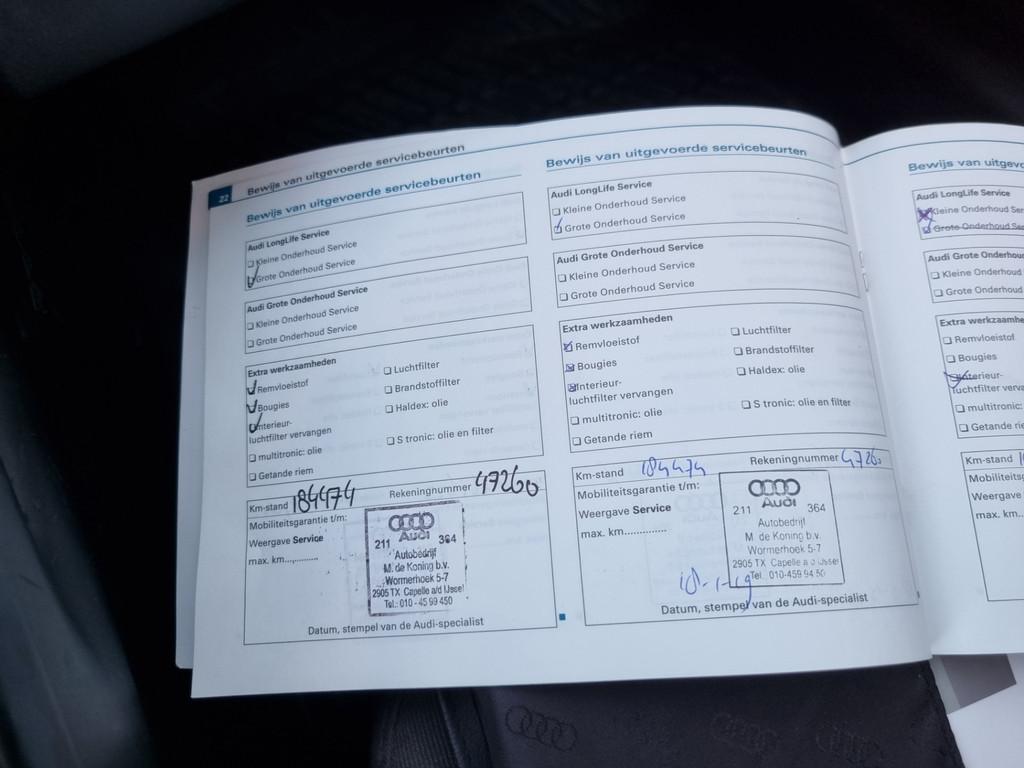 22 Bewijs van uitgevoerde servicebeurten
Bewijs van uitgevoerde servicebeurten
Audi LongLife Service
Kleine Onderhoud Service
Grote Onderhoud Service
Audi Grote Onderhoud Service
Kleine Onderhoud Service
Grote Onderhoud Service
Extra werkzaamheden
Remvloeistof
Luchtfilter
Bougies
Brandstoffilter
Interieur-
luchtfilter vervangen
Haldex: olie
multitronic: olie
S tronic: olie en filter
Getande riem
Km-stand 184474 Rekeningnummer 47260
Mobiliteitsgarantie t/m:
Weergave Service
max. km...............
Audi
211 364
Autobedrijf
M. de Koning b.v.
Wormerhoek 5-7
2905 TX Capelle a/d IJssel
Tel.: 010 - 45 99 450
Datum, stempel van de Audi-specialist
Bewijs van uitgevoerde servicebeurten
Audi LongLife Service
Kleine Onderhoud Service
Grote Onderhoud Service
Audi Grote Onderhoud Service
Kleine Onderhoud Service
Grote Onderhoud Service
Extra werkzaamheden
Remvloeistof
Luchtfilter
Bougies
Brandstoffilter
Interieur-
luchtfilter vervangen
Haldex: olie
multitronic: olie
S tronic: olie en filter
Getande riem
Km-stand 184474 Rekeningnummer 47260
Mobiliteitsgarantie t/m:
Weergave Service
max. km...............
Audi
211 364
Autobedrijf
M. de Koning b.v.
Wormerhoek 5-7
2905 TX Capelle a d IJssel
Tel. 010-459 94 50
18-1-19
Datum, stempel van de Audi-specialist
Bewijs van uitgevo
Audi LongLife Service
Kleine Onderhoud Ser
Grote Onderhoud Se
Audi Grote Onderhou
Kleine Onderhoud
Grote Onderhoud
Extra werkzaamhe
Remvloeistof
Bougies
Interieur-
luchtfilter verva
multitronic: o
Getande rie
Km-stand
Mobiliteits
Weergave
max. km....